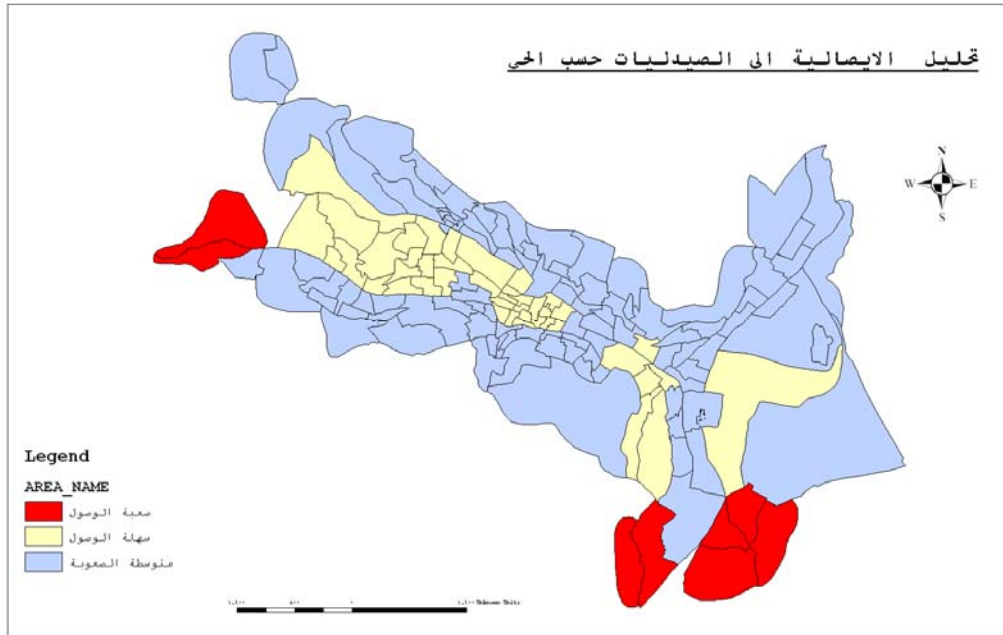 تحليل الايصالية الى الصيدليات حسب الحي
N
W E
S
Legend
AREA_NAME
صعبة الوصول
سهلة الوصول
متوسطة الصعوبة